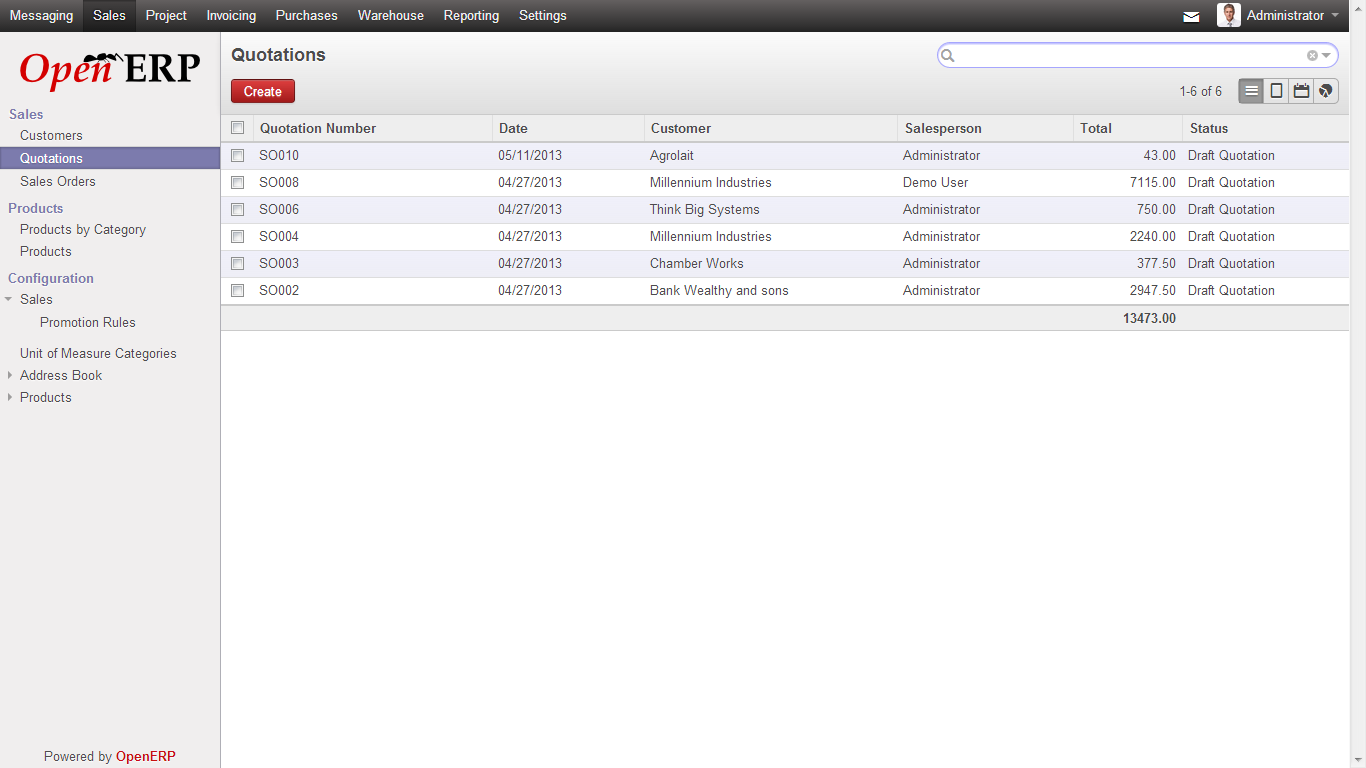 Messaging Sales Project Invoicing Purchases Warehouse Reporting Settings Administrator
Open ERP
Sales
Customers
Quotations
Sales Orders
Products
Products by Category
Products
Configuration
Sales
Promotion Rules
Unit of Measure Categories
Address Book
Products
Powered by OpenERP
Quotations
Create
1-6 of 6
Quotation Number Date Customer Salesperson Total Status
SO010 05/11/2013 Agrolait Administrator 43.00 Draft Quotation
SO008 04/27/2013 Millennium Industries Demo User 7115.00 Draft Quotation
SO006 04/27/2013 Think Big Systems Administrator 750.00 Draft Quotation
SO004 04/27/2013 Millennium Industries Administrator 2240.00 Draft Quotation
SO003 04/27/2013 Chamber Works Administrator 377.50 Draft Quotation
SO002 04/27/2013 Bank Wealthy and sons Administrator 2947.50 Draft Quotation
13473.00